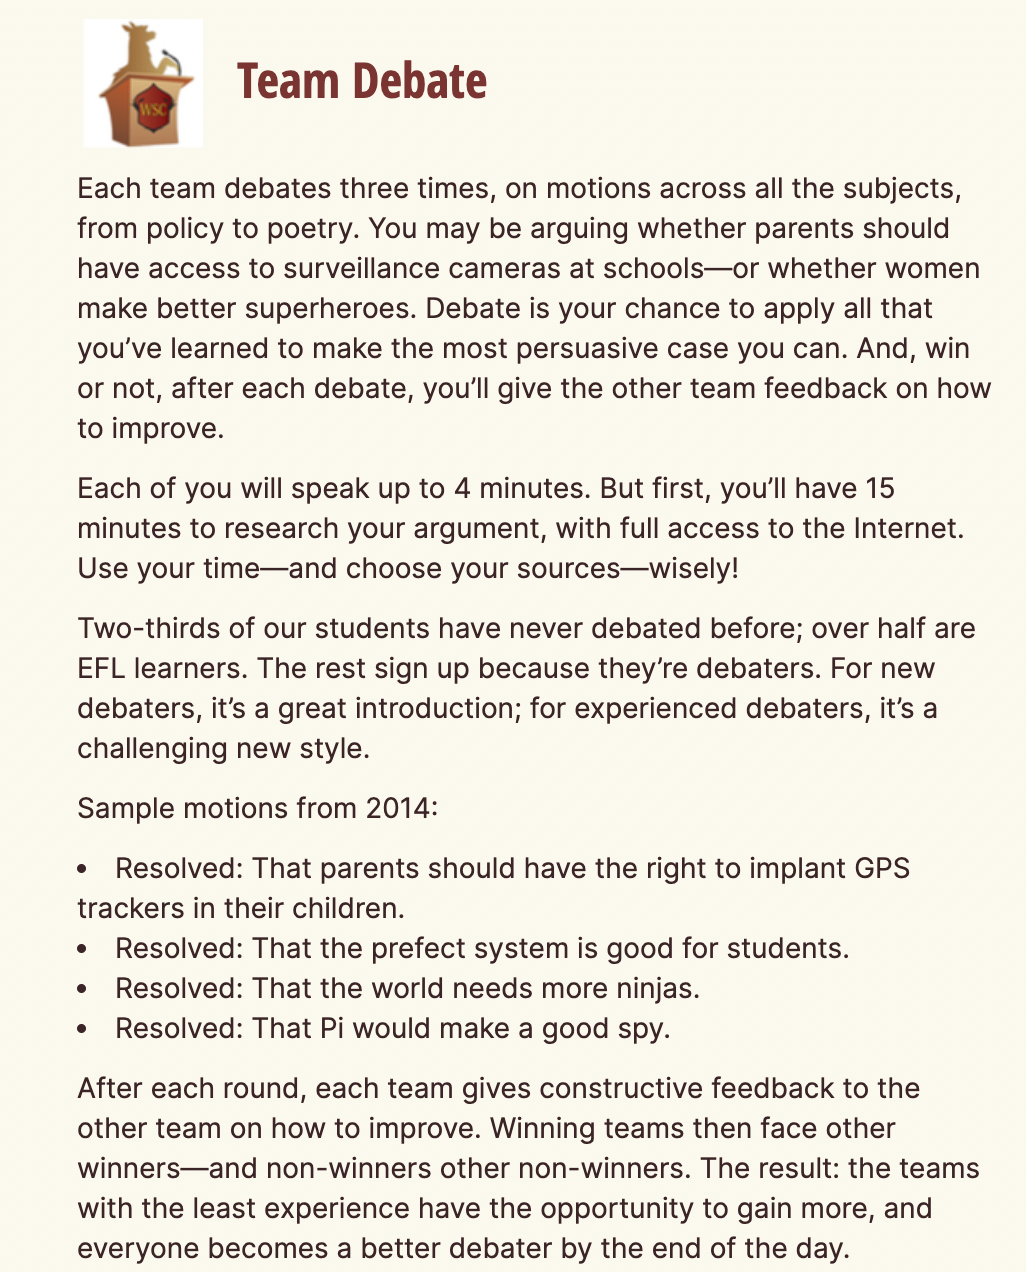 WSC
Team Debate
Each team debates three times, on motions across all the subjects,
from policy to poetry. You may be arguing whether parents should
have access to surveillance cameras at schools—or whether women
make better superheroes. Debate is your chance to apply all that
you’ve learned to make the most persuasive case you can. And, win
or not, after each debate, you’ll give the other team feedback on how
to improve.
Each of you will speak up to 4 minutes. But first, you’ll have 15
minutes to research your argument, with full access to the Internet.
Use your time—and choose your sources—wisely!
Two-thirds of our students have never debated before; over half are
EFL learners. The rest sign up because they’re debaters. For new
debaters, it’s a great introduction; for experienced debaters, it’s a
challenging new style.
Sample motions from 2014:
• Resolved: That parents should have the right to implant GPS
trackers in their children.
• Resolved: That the prefect system is good for students.
• Resolved: That the world needs more ninjas.
• Resolved: That Pi would make a good spy.
After each round, each team gives constructive feedback to the
other team on how to improve. Winning teams then face other
winners—and non-winners other non-winners. The result: the teams
with the least experience have the opportunity to gain more, and
everyone becomes a better debater by the end of the day.